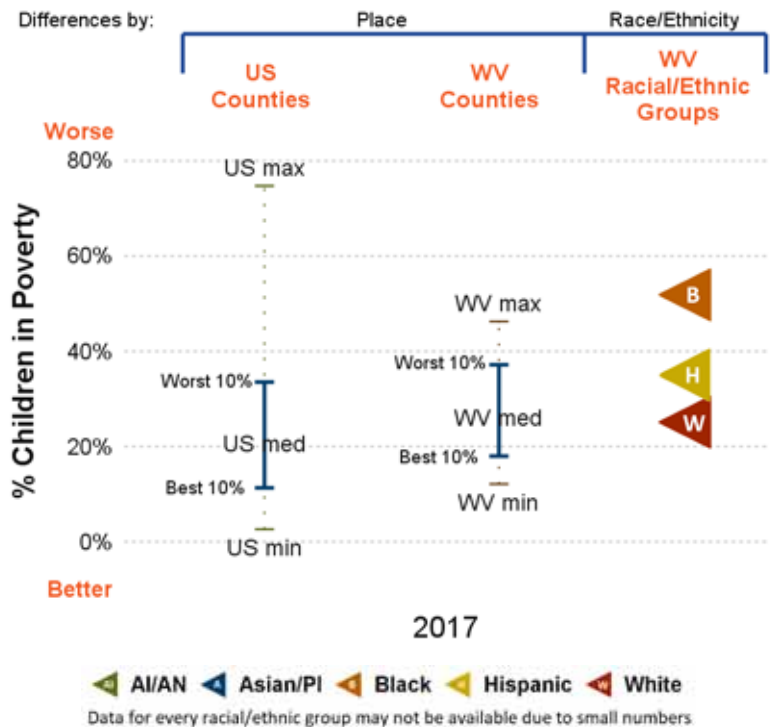 Differences by: Place Race/Ethnicity
US Counties
WV Counties
WV Racial/Ethnic Groups
Worse
% Children in Poverty
80%
60%
40%
20%
0%
US max
Worst 10%
US med
Best 10%
US min
WV max
Worst 10%
WV med
Best 10%
WV min
B
H
W
Better
2017
AI AI/AN A Asian/PI B Black H Hispanic W White
Data for every racial/ethnic group may not be available due to small numbers